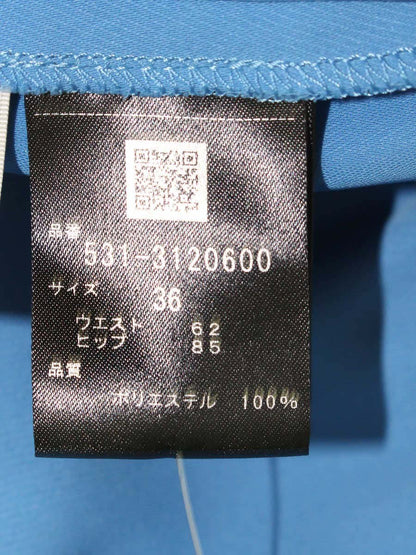 品番
531-3120600
サイズ
36
ウエスト 62
ヒップ 85
品質
ポリエステル 100%